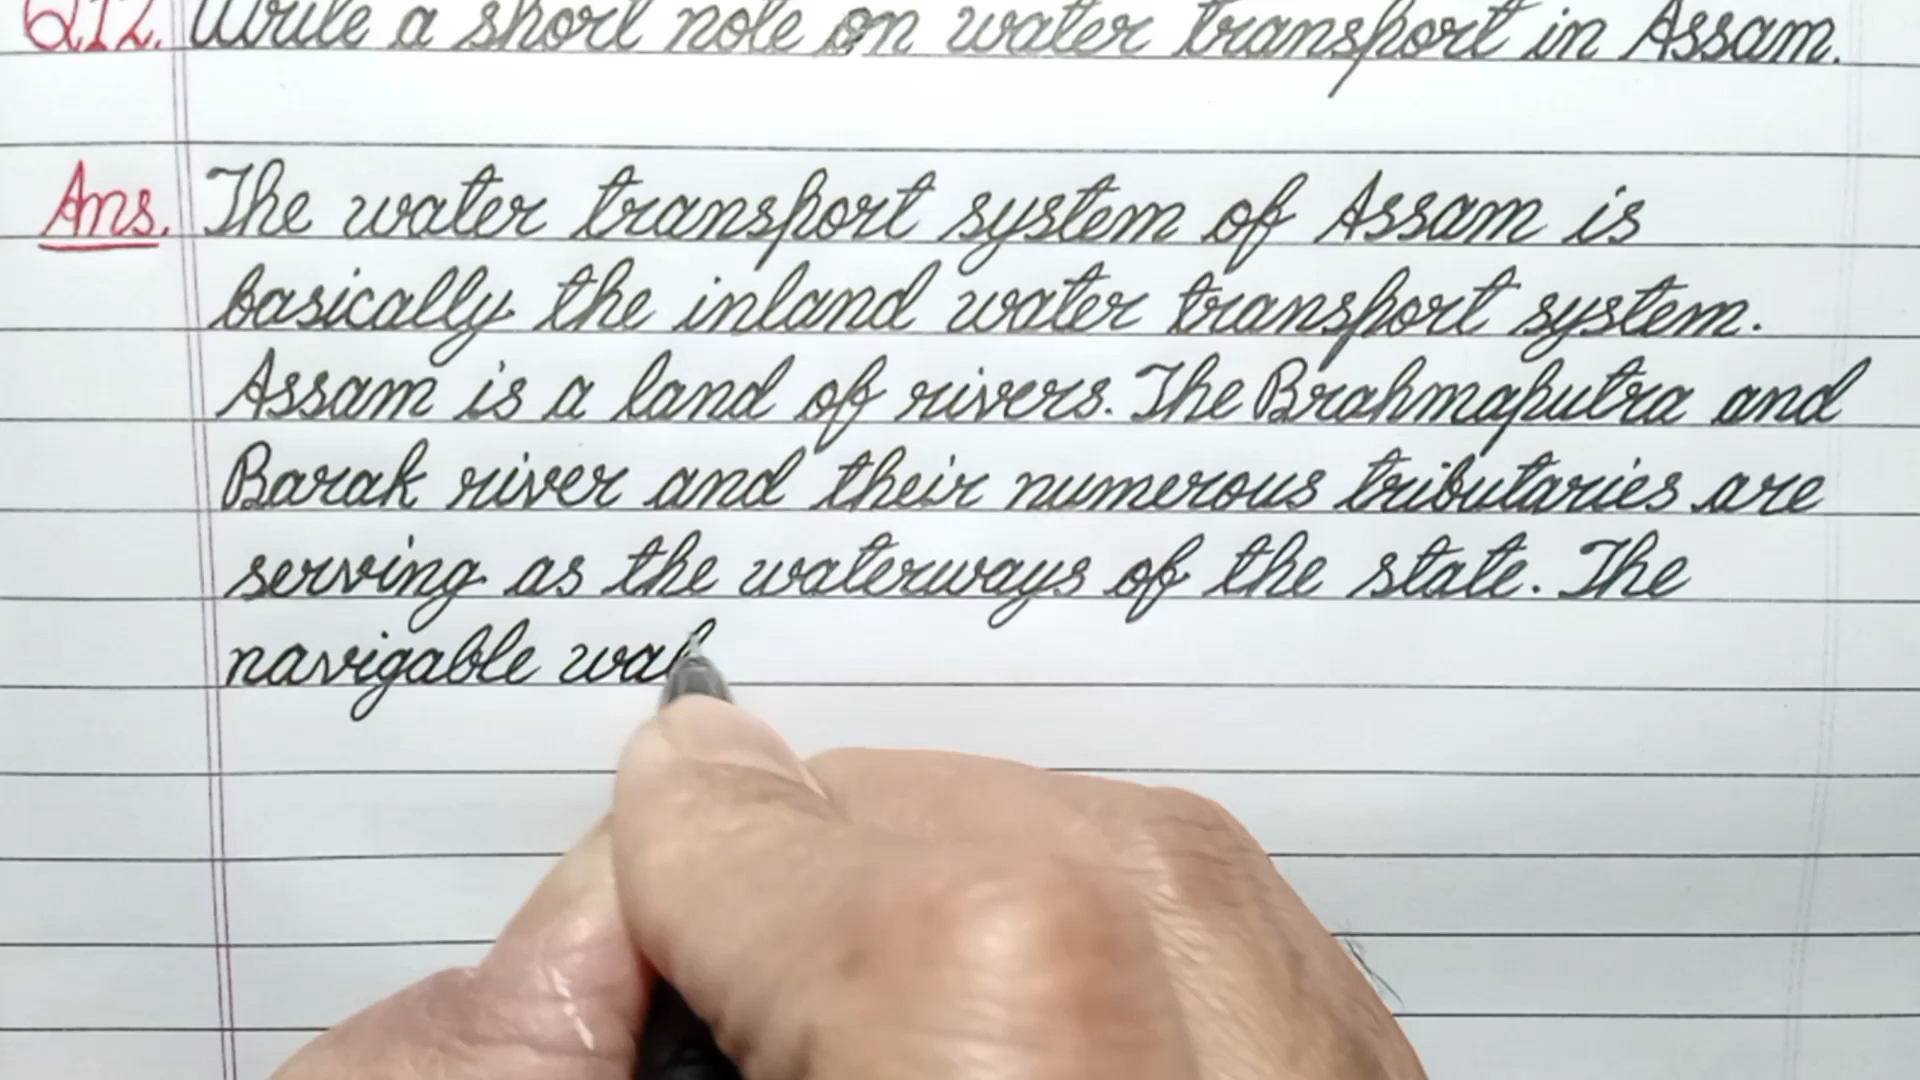 Q12. Write a short note on water transport in Assam.
Ans. The water transport system of Assam is
basically the inland water transport system.
Assam is a land of rivers. The Brahmaputra and
Barak river and their numerous tributaries are
serving as the waterways of the state. The
navigable